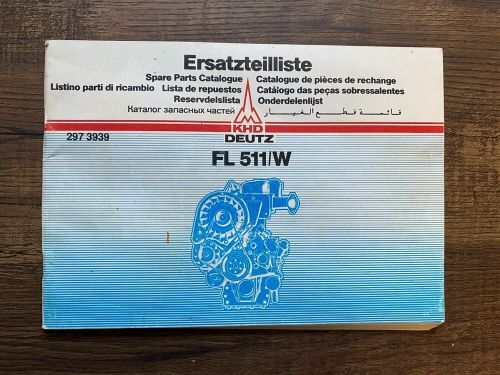 Ersatzteilliste
Spare Parts Catalogue Catalogue de pièces de rechange
Listino parti di ricambio Lista de repuestos Catálogo das peças sobressalentes
Reservdelslista Onderdelenlijst
Каталог запасных частей قائمة قطع الغيار
KHD
297 3939 DEUTZ
FL 511/W